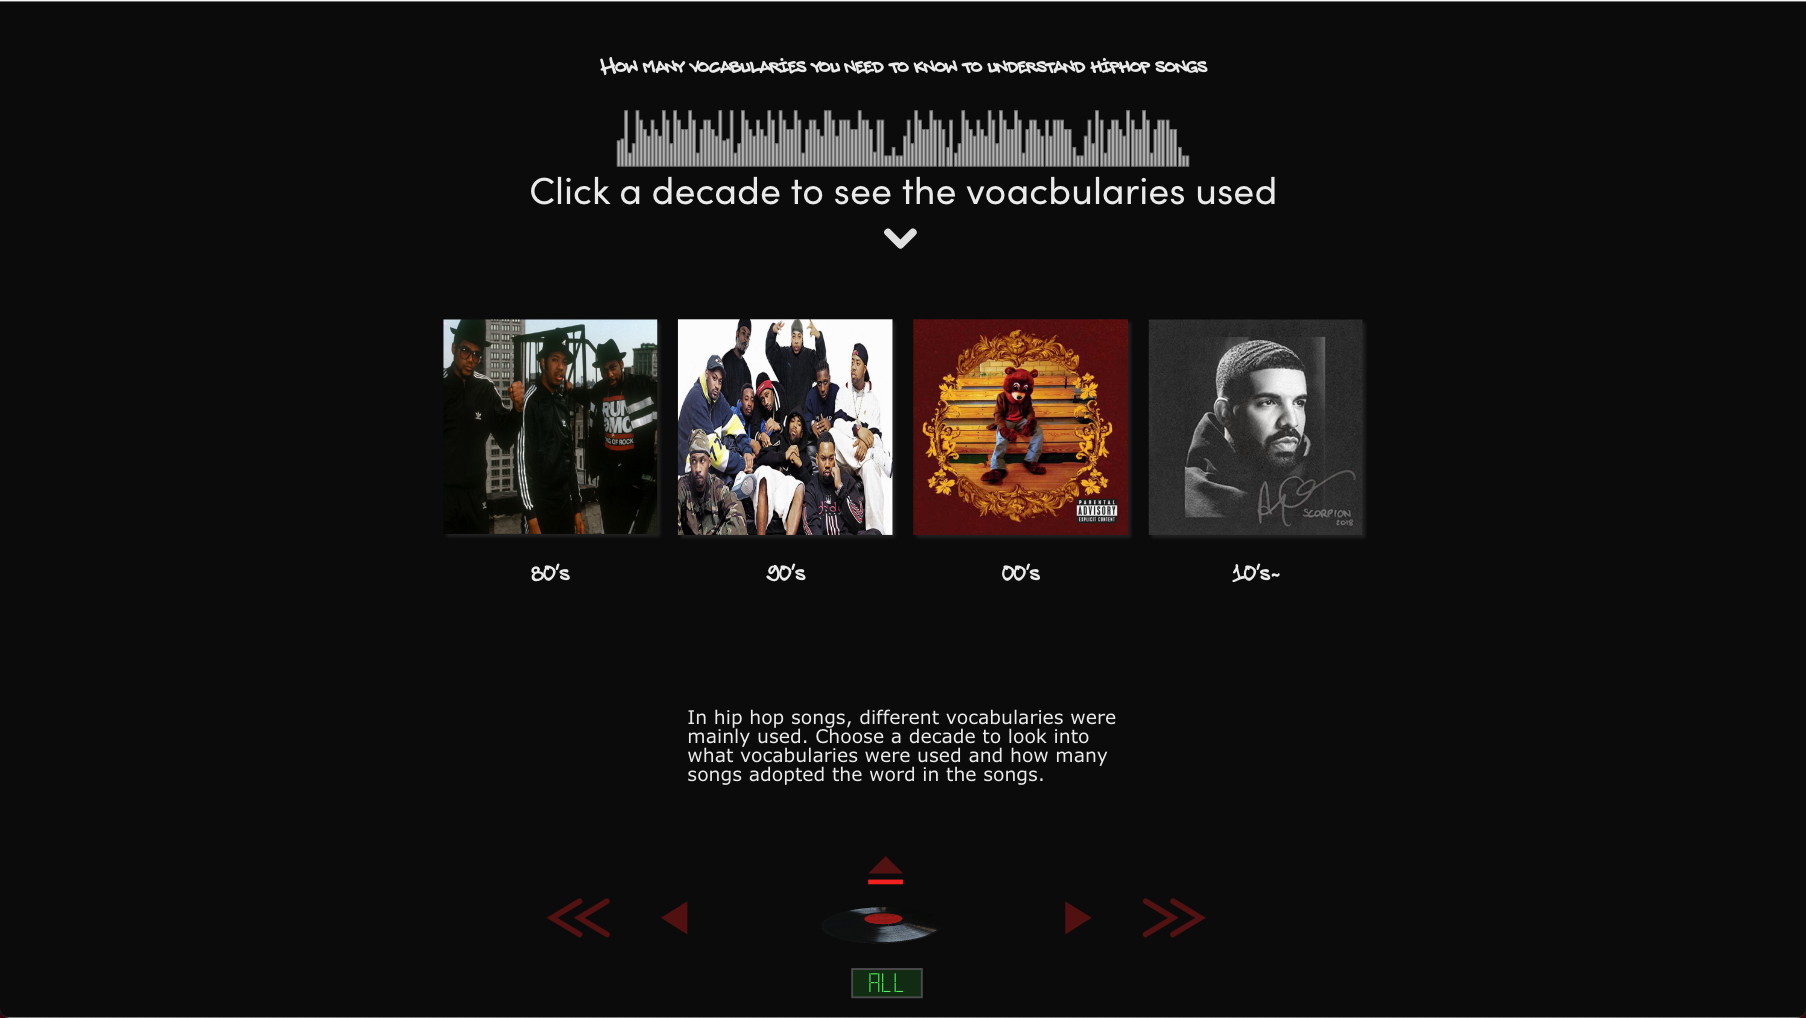 How many vocabularies you need to know to understand hiphop songs
Click a decade to see the voacbularies used
RUN
DMC
KING OF ROCK
PARENTAL
ADVISORY
EXPLICIT CONTENT
SCORPION
2018
80's
90's
00's
10's~
In hip hop songs, different vocabularies were
mainly used. Choose a decade to look into
what vocabularies were used and how many
songs adopted the word in the songs.
ALL